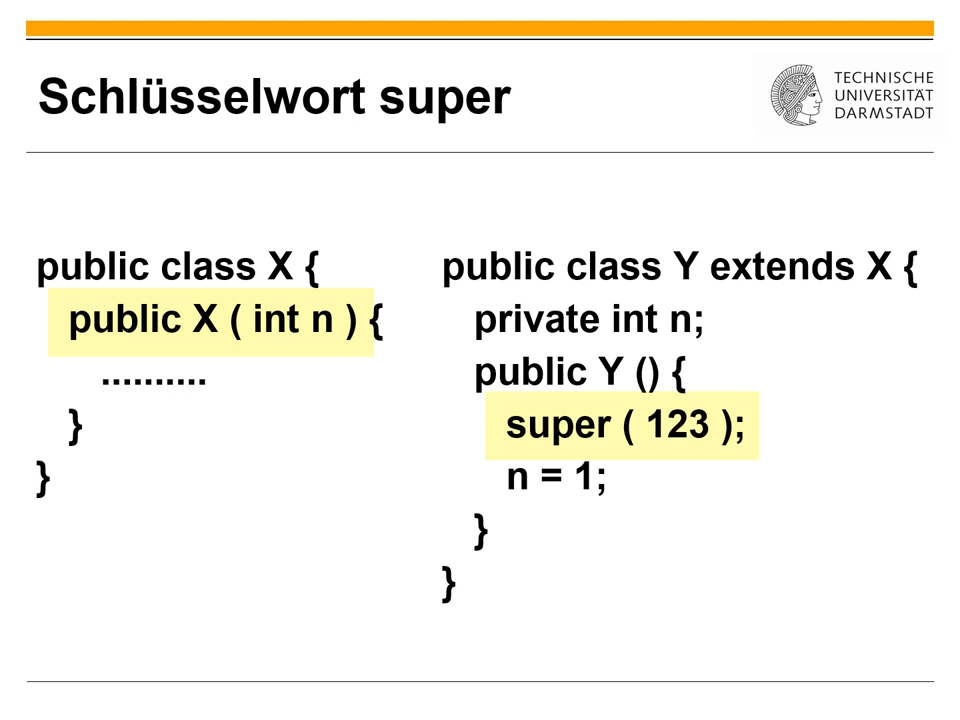 Schlüsselwort super
TECHNISCHE
UNIVERSITÄT
DARMSTADT
public class X {
public X ( int n ) {
..........
}
}
public class Y extends X {
private int n;
public Y () {
super ( 123 );
n = 1;
}
}